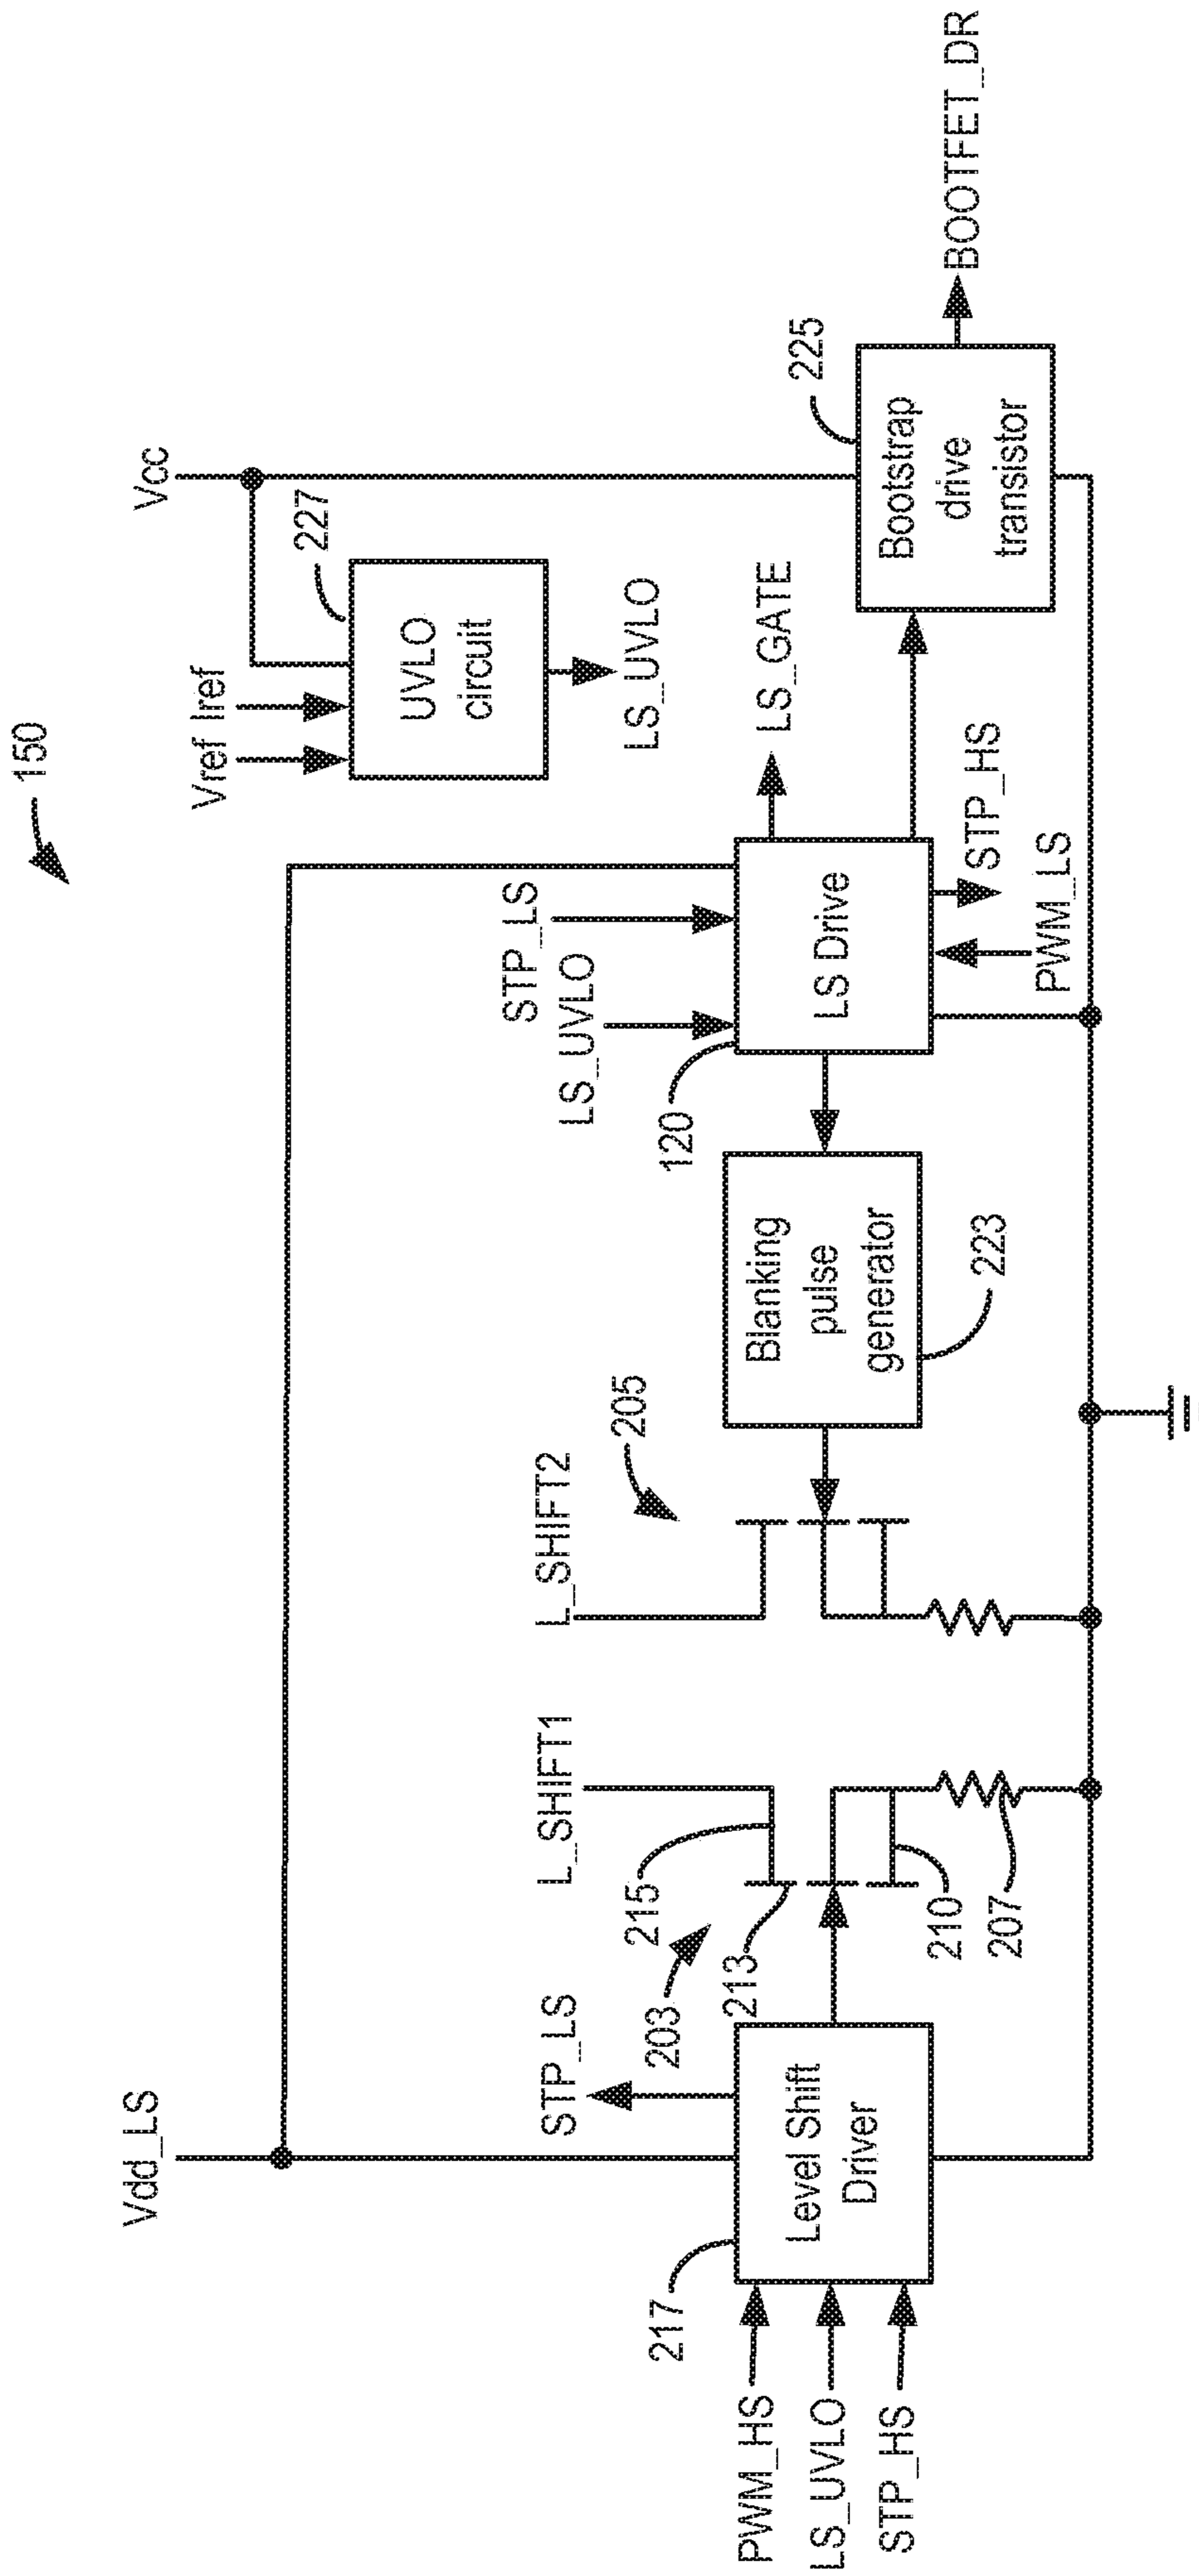 150
Vdd_LS
Vcc
Vref
Iref
227
UVLO
circuit
LS_UVLO
STP_LS
L_SHIFT1
L_SHIFT2
205
STP_LS
LS_UVLO
120
LS_GATE
225
217
PWM_HS
LS_UVLO
STP_HS
Level Shift
Driver
203
213
215
210
207
Blanking
pulse
generator
223
LS Drive
STP_HS
PWM_LS
Bootstrap
drive
transistor
BOOTFET_DR